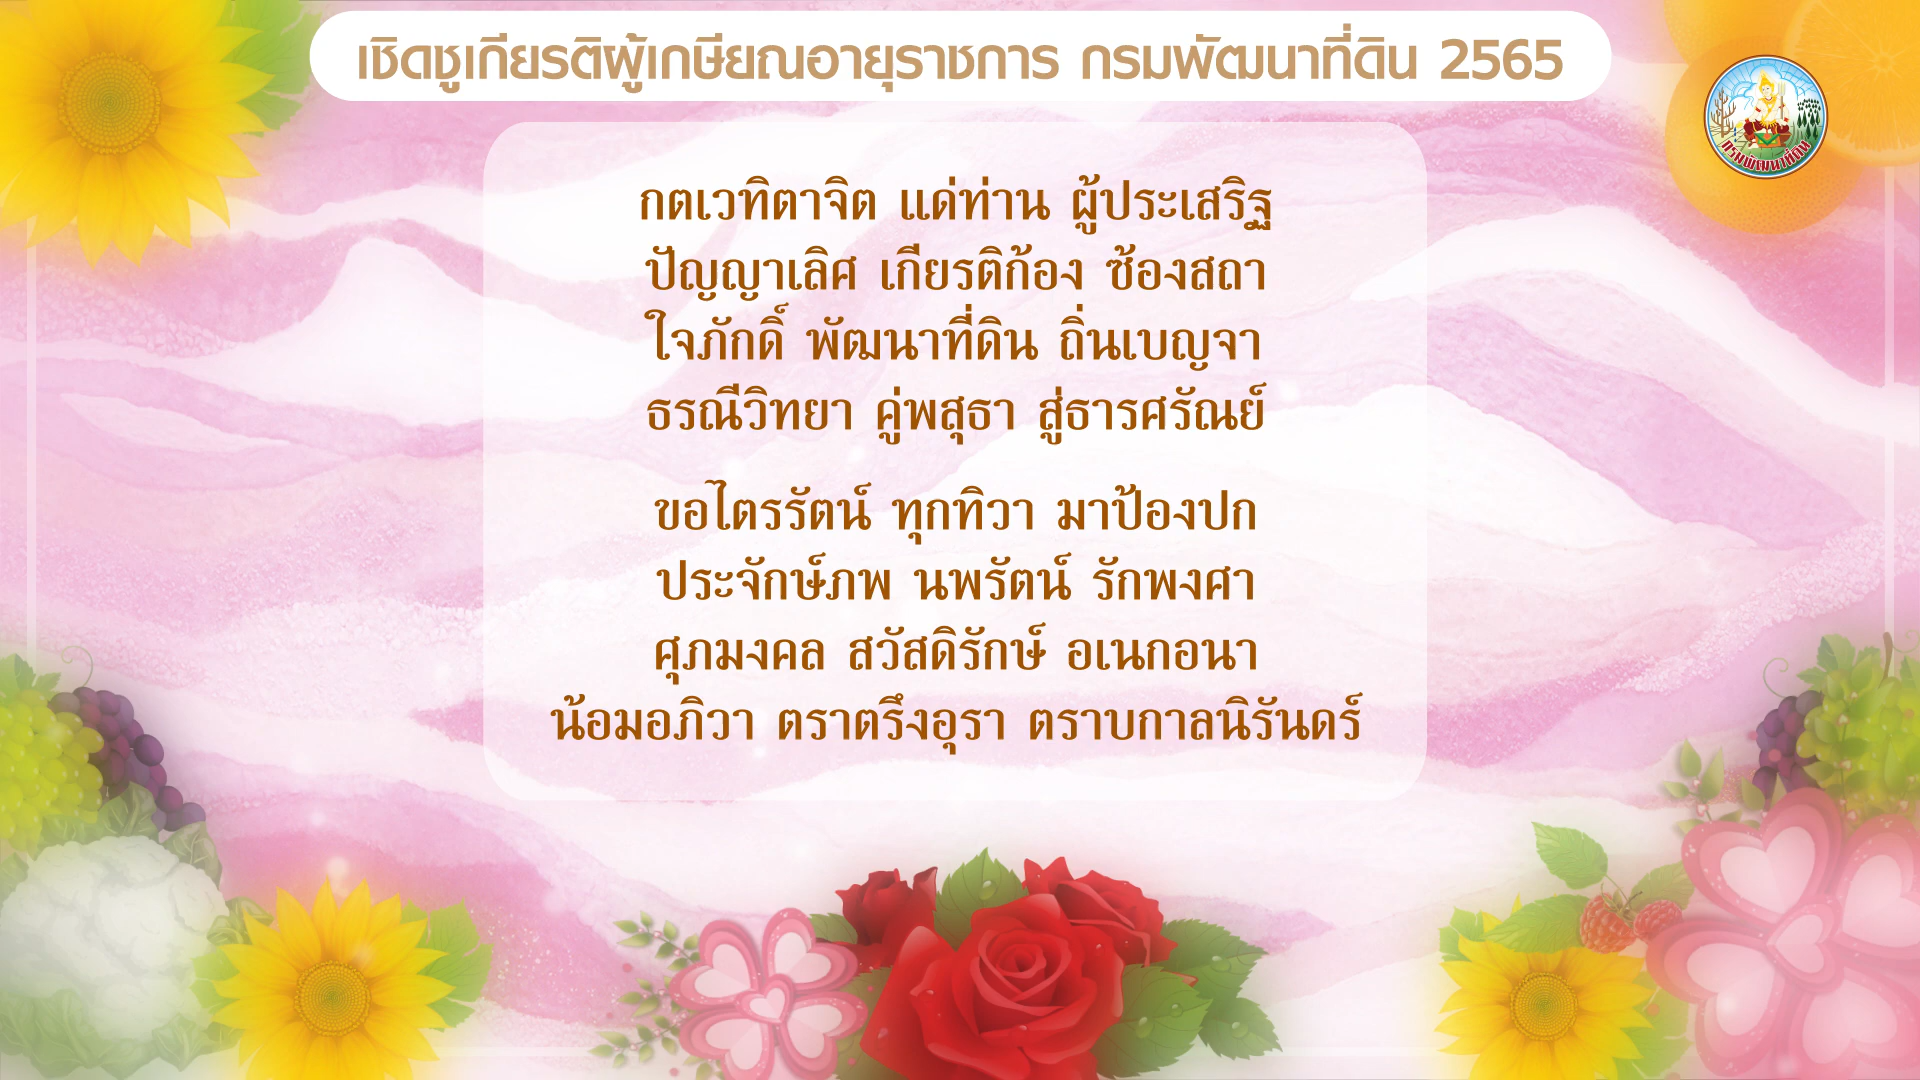 เชิดชูเกียรติผู้เกษียณอายุราชการ กรมพัฒนาที่ดิน 2565
กรมพัฒนาที่ดิน
กตเวทิตาจิต แด่ท่าน ผู้ประเสริฐ
ปัญญาเลิศ เกียรติก้อง ซ้องสถา
ใจภักดิ์ พัฒนาที่ดิน ถิ่นเบญจา
ธรณีวิทยา คู่พสุธา สู่ธารศรัณย์
ขอไตรรัตน์ ทุกทิวา มาป้องปก
ประจักษ์ภพ นพรัตน์ รักพงศา
ศุภมงคล สวัสดิรักษ์ อเนกอนา
น้อมอภิวา ตราตรึงอุรา ตราบกาลนิรันดร์